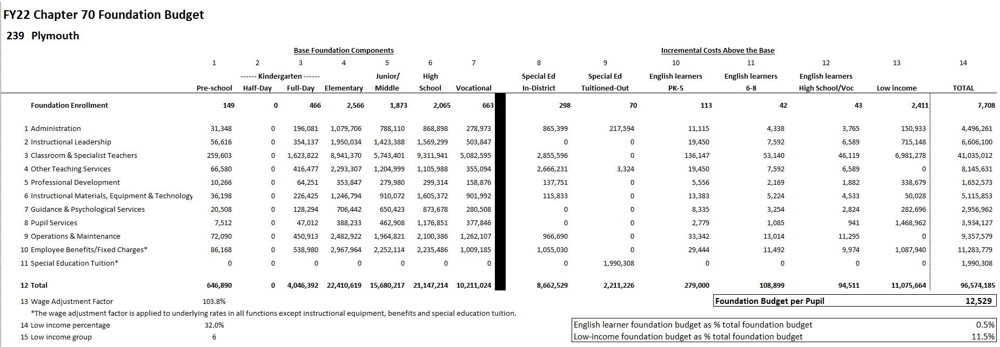 FY22 Chapter 70 Foundation Budget
239 Plymouth
Base Foundation Components Incremental Costs Above the Base
1 2 3 4 5 6 7 8 9 10 11 12 13 14
------ Kindergarten ------ Junior/ High Special Ed Special Ed English learners English learners English learners
Pre-school Half-Day Full-Day Elementary Middle School Vocational In-District Tuitioned-Out PK-5 6-8 High School/Voc Low income TOTAL
Foundation Enrollment 149 0 466 2,566 1,873 2,065 663 298 70 113 42 43 2,411 7,708
1 Administration 31,348 0 196,081 1,079,706 788,110 868,898 278,973 865,399 217,594 11,115 4,338 3,765 150,933 4,496,261
2 Instructional Leadership 56,616 0 354,137 1,950,034 1,423,388 1,569,299 503,847 0 0 19,450 7,592 6,589 715,148 6,606,100
3 Classroom & Specialist Teachers 259,603 0 1,623,822 8,941,370 5,743,401 9,311,941 5,082,595 2,855,596 0 136,147 53,140 46,119 6,981,278 41,035,012
4 Other Teaching Services 66,580 0 416,477 2,293,307 1,204,999 1,105,988 355,094 2,666,231 3,324 19,450 7,592 6,589 0 8,145,631
5 Professional Development 10,266 0 64,251 353,847 279,980 299,314 158,876 137,751 0 5,556 2,169 1,882 338,679 1,652,573
6 Instructional Materials, Equipment & Technology 36,198 0 226,425 1,246,794 910,072 1,605,372 901,992 115,833 0 13,383 5,224 4,533 50,028 5,115,853
7 Guidance & Psychological Services 20,508 0 128,294 706,442 650,423 873,678 280,508 0 0 8,335 3,254 2,824 282,696 2,956,962
8 Pupil Services 7,512 0 47,012 388,233 462,908 1,176,851 377,846 0 0 2,779 1,085 941 1,468,962 3,934,127
9 Operations & Maintenance 72,090 0 450,913 2,482,922 1,964,821 2,100,386 1,262,107 966,690 0 33,342 13,014 11,295 0 9,357,579
10 Employee Benefits/Fixed Charges* 86,168 0 538,980 2,967,964 2,252,114 2,235,486 1,009,185 1,055,030 0 29,444 11,492 9,974 1,087,940 11,283,779
11 Special Education Tuition* 0 0 0 0 0 0 0 0 1,990,308 0 0 0 0 1,990,308
12 Total 646,890 0 4,046,392 22,410,619 15,680,217 21,147,214 10,211,024 8,662,529 2,211,226 279,000 108,899 94,511 11,075,664 96,574,185
13 Wage Adjustment Factor 103.8% Foundation Budget per Pupil 12,529
*The wage adjustment factor is applied to underlying rates in all functions except instructional equipment, benefits and special education tuition.
14 Low income percentage 32.0% English learner foundation budget as % total foundation budget 0.5%
15 Low income group 6 Low-income foundation budget as % total foundation budget 11.5%